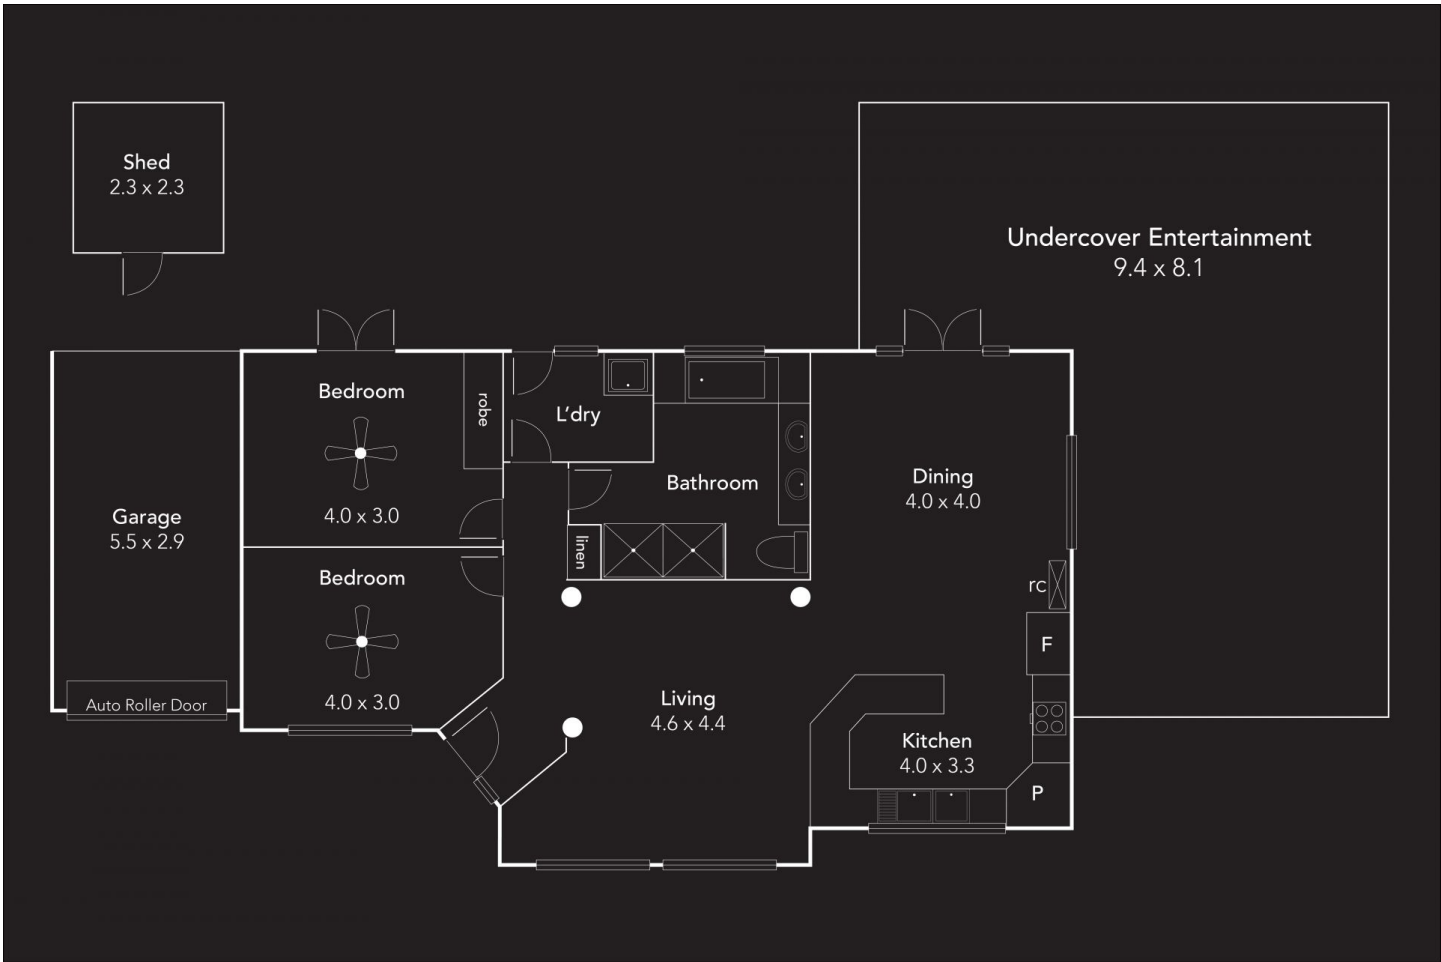 Shed
2.3 x 2.3
Undercover Entertainment
9.4 x 8.1
Bedroom
4.0 x 3.0
robe
L'dry
Bathroom
linen
Dining
4.0 x 4.0
Garage
5.5 x 2.9
Auto Roller Door
Bedroom
4.0 x 3.0
rc
F
Living
4.6 x 4.4
Kitchen
4.0 x 3.3
P